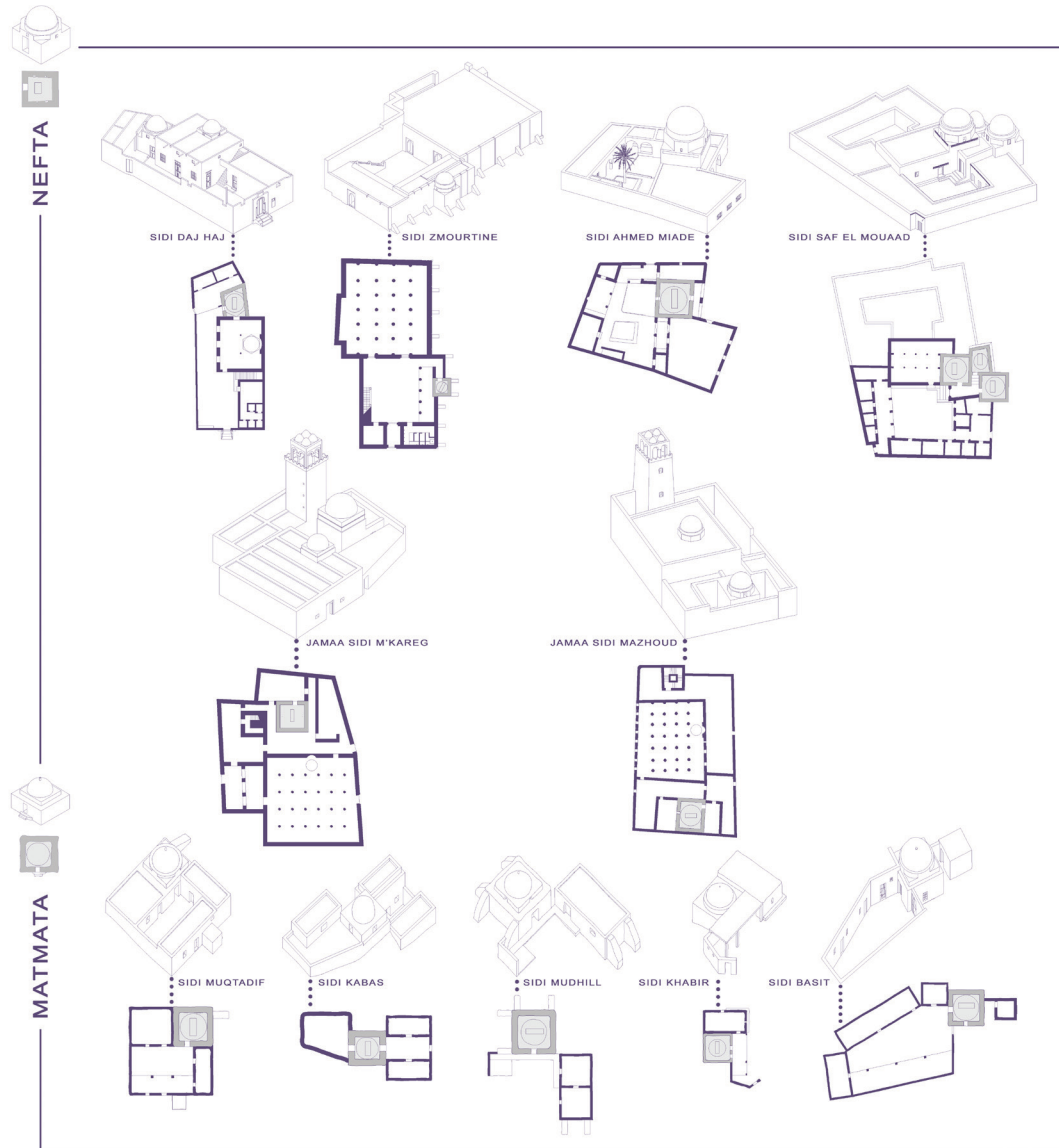 NEFTA
SIDI DAJ HAJ
SIDI ZMOURTINE
SIDI AHMED MIADE
SIDI SAF EL MOUAAD
JAMAA SIDI M'KAREG
JAMAA SIDI MAZHOUD
MATMATA
SIDI MUQTADIF
SIDI KABAS
SIDI MUDHILL
SIDI KHABIR
SIDI BASIT